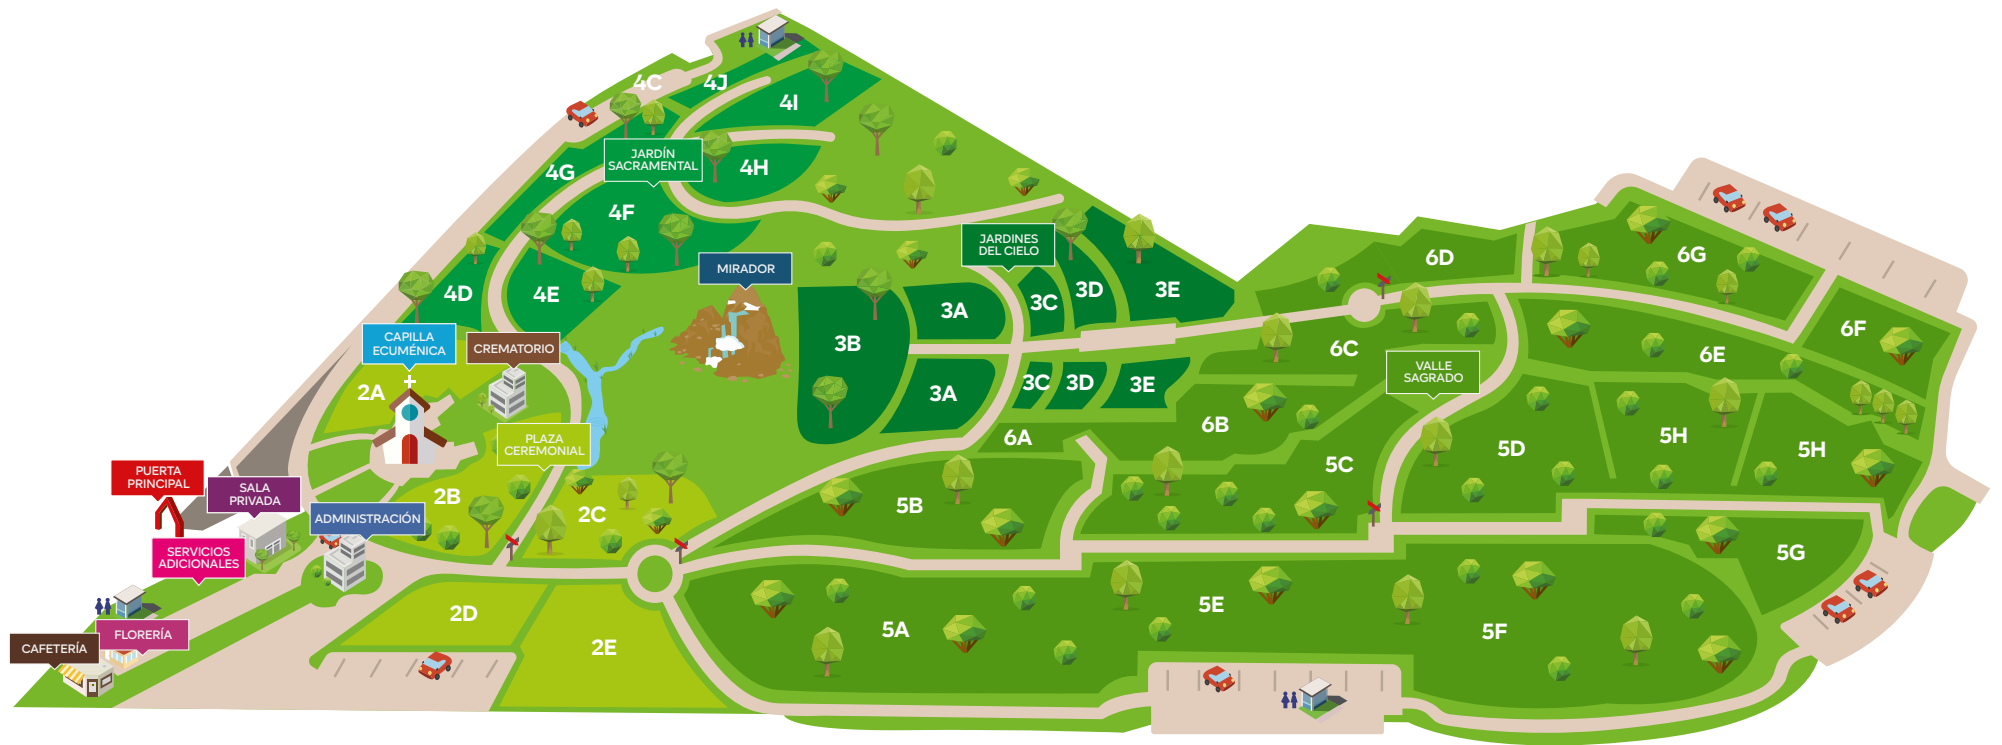 4C
4J
4I
JARDÍN
SACRAMENTAL
4H
4G
4F
4D
4E
MIRADOR
JARDINES
DEL CIELO
3A
3C
3D
3E
3B
3A
3C
3D
3E
6D
6G
6F
6C
6E
VALLE
SAGRADO
6A
6B
5C
5D
5H
5H
5B
5G
5A
5E
5F
CAPILLA
ECUMÉNICA
CREMATORIO
2A
PLAZA
CEREMONIAL
2B
2C
PUERTA
PRINCIPAL
SALA
PRIVADA
ADMINISTRACIÓN
SERVICIOS
ADICIONALES
2D
2E
FLORERÍA
CAFETERÍA